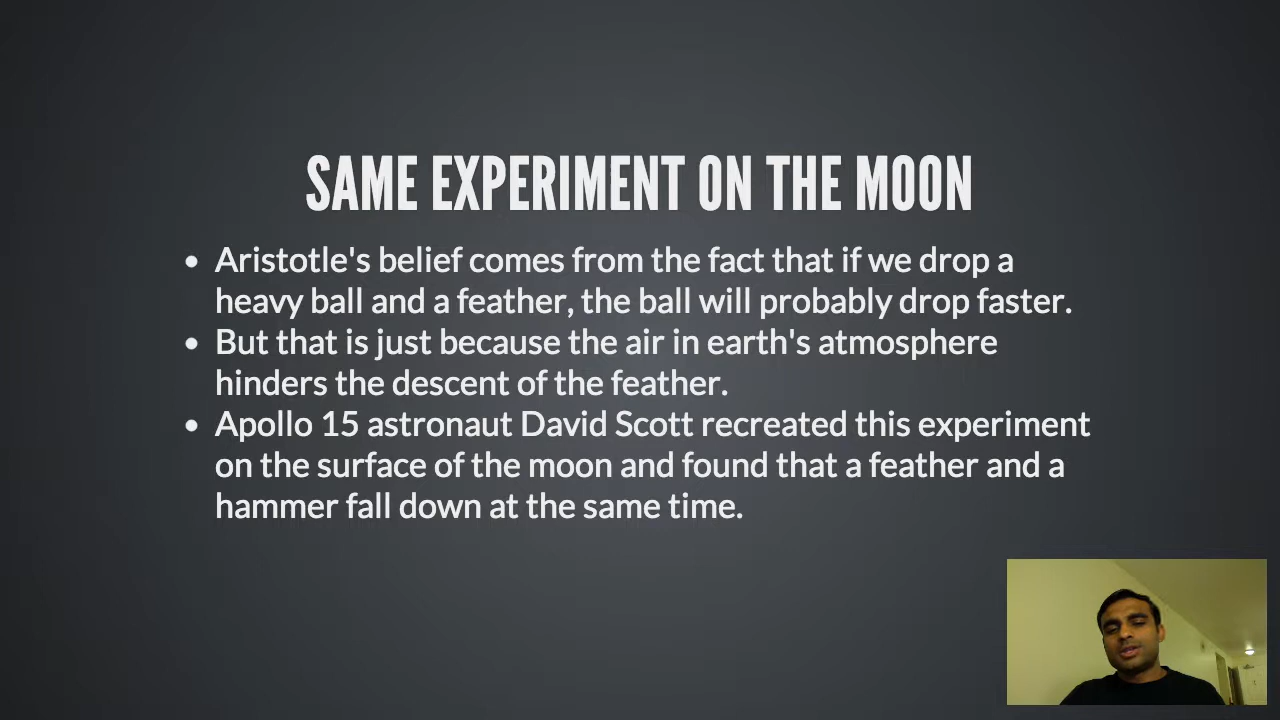 SAME EXPERIMENT ON THE MOON
• Aristotle's belief comes from the fact that if we drop a
heavy ball and a feather, the ball will probably drop faster.
• But that is just because the air in earth's atmosphere
hinders the descent of the feather.
• Apollo 15 astronaut David Scott recreated this experiment
on the surface of the moon and found that a feather and a
hammer fall down at the same time.